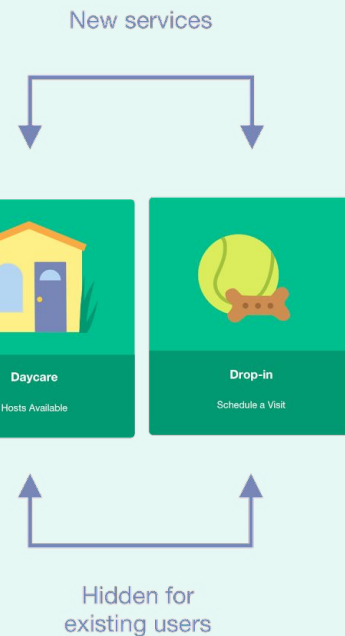 New services
Daycare
Hosts Available
Drop-in
Schedule a Visit
Hidden for
existing users